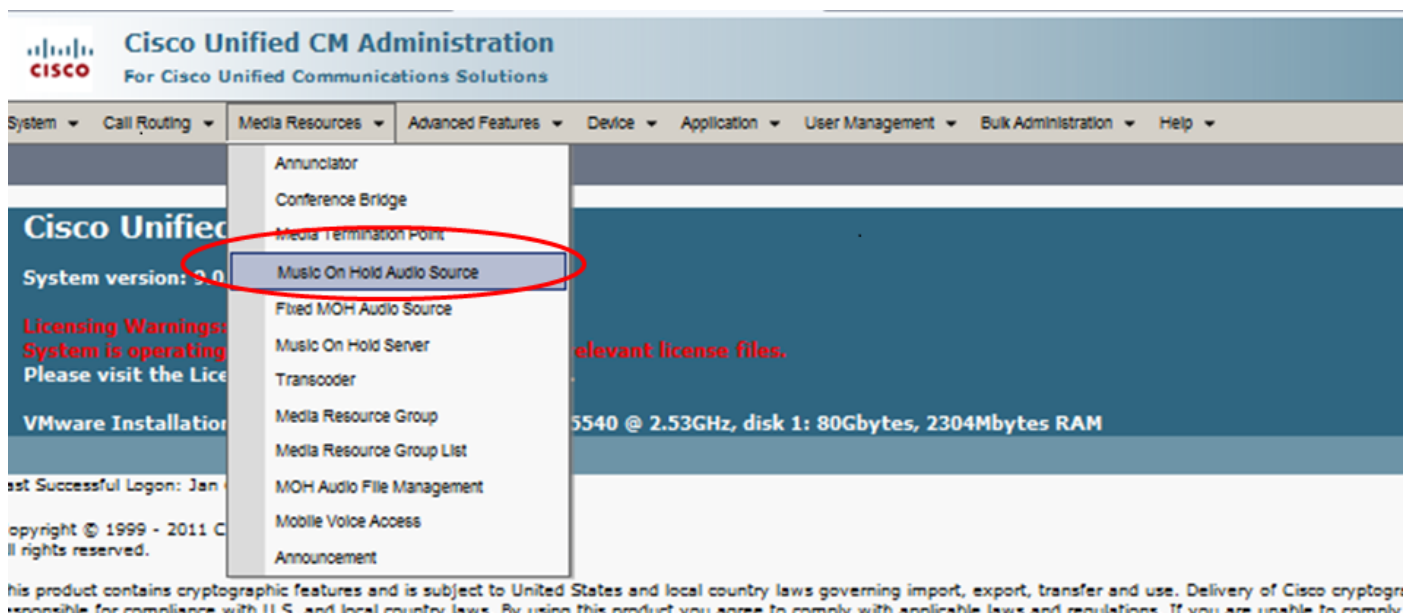 CISCO
Cisco Unified CM Administration
For Cisco Unified Communications Solutions
System Call Routing Media Resources Advanced Features Device Application User Management Bulk Administration Help
Annunciator
Conference Bridge
Media Termination Point
Music On Hold Audio Source
Fixed MOH Audio Source
Music On Hold Server
Transcoder
Media Resource Group
Media Resource Group List
MOH Audio File Management
Mobile Voice Access
Announcement
Cisco Unified
System version: 9.0
Licensing Warnings:
System is operating elevant license files.
Please visit the Lice
VMware Installation 5540 @ 2.53GHz, disk 1: 80Gbytes, 2304Mbytes RAM
ast Successful Logon: Jan
opyright © 1999 - 2011 C
ll rights reserved.
his product contains cryptographic features and is subject to United States and local country laws governing import, export, transfer and use. Delivery of Cisco cryptogra
esponsible for compliance with U.S. and local country laws. By using this product you agree to comply with applicable laws and regulations. If you are unable to comply